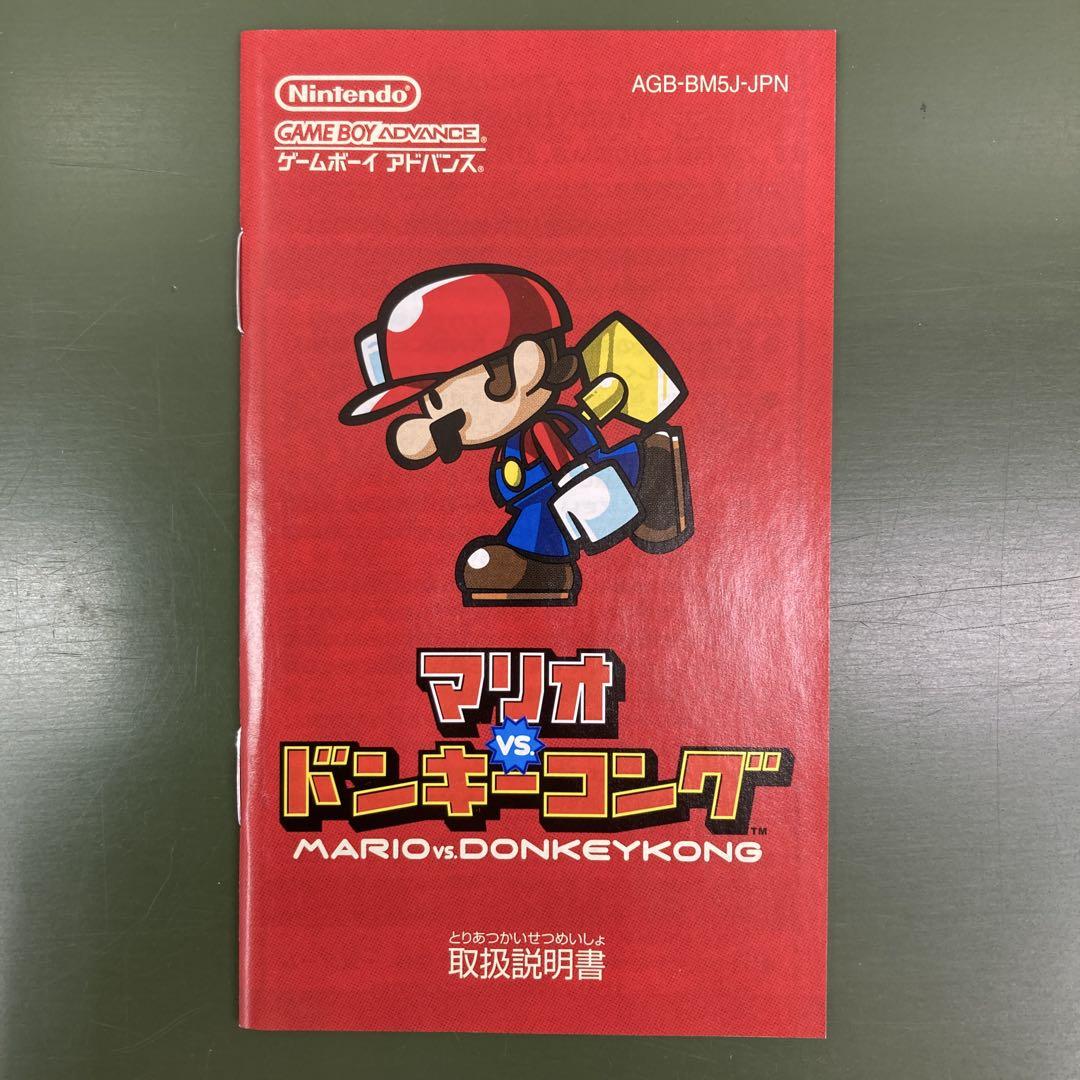 Nintendo®
AGB-BM5J-JPN
GAME BOY ADVANCE®
ゲームボーイ アドバンス®
マリオ
VS.
ドンキーコング™
MARIO VS. DONKEYKONG
とりあつかいせつめいしょ
取扱説明書